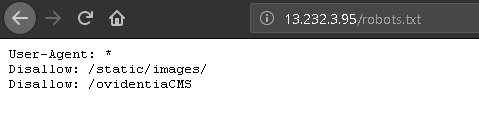 13.232.3.95/robots.txt
User-Agent: *
Disallow: /static/images/
Disallow: /ovidentiaCMS